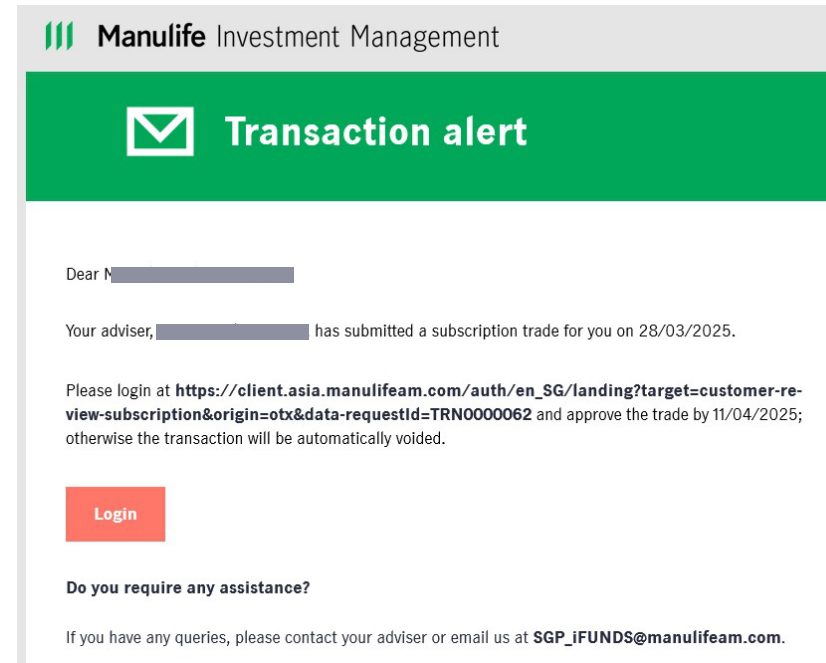 Manulife Investment Management
Transaction alert
Dear
Your adviser, has submitted a subscription trade for you on 28/03/2025.
Please login at https://client.asia.manulifeam.com/auth/en_SG/landing?target=customer-re-
view-subscription&origin=otx&data-requestId=TRN0000062 and approve the trade by 11/04/2025;
otherwise the transaction will be automatically voided.
Login
Do you require any assistance?
If you have any queries, please contact your adviser or email us at SGP_iFUNDS@manulifeam.com.